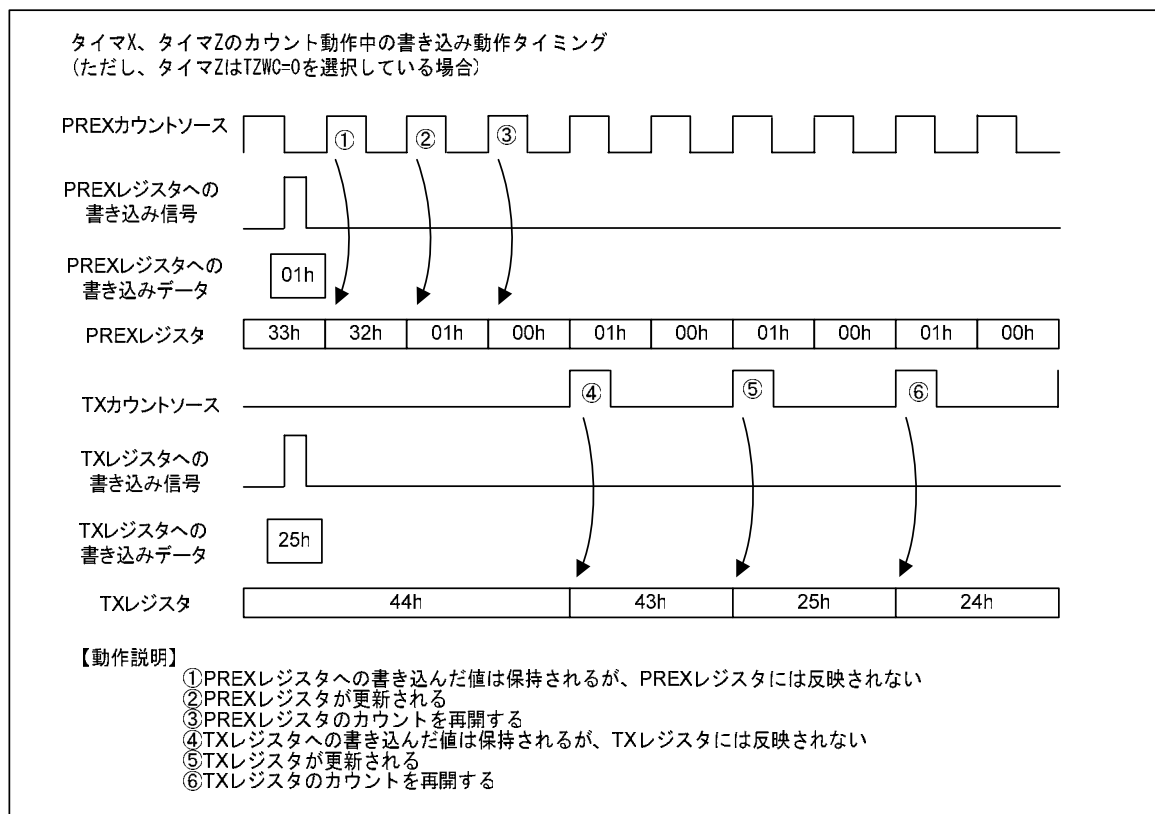 タイマX、タイマZのカウント動作中の書き込み動作タイミング
(ただし、タイマZはTZWC=0を選択している場合)
PREXカウントソース
① ② ③
PREXレジスタへの
書き込み信号
PREXレジスタへの
書き込みデータ
01h
PREXレジスタ
33h 32h 01h 00h 01h 00h 01h 00h 01h 00h
TXカウントソース
④ ⑤ ⑥
TXレジスタへの
書き込み信号
TXレジスタへの
書き込みデータ
25h
TXレジスタ
44h 43h 25h 24h
【動作説明】
①PREXレジスタへの書き込んだ値は保持されるが、PREXレジスタには反映されない
②PREXレジスタが更新される
③PREXレジスタのカウントを再開する
④TXレジスタへの書き込んだ値は保持されるが、TXレジスタには反映されない
⑤TXレジスタが更新される
⑥TXレジスタのカウントを再開する